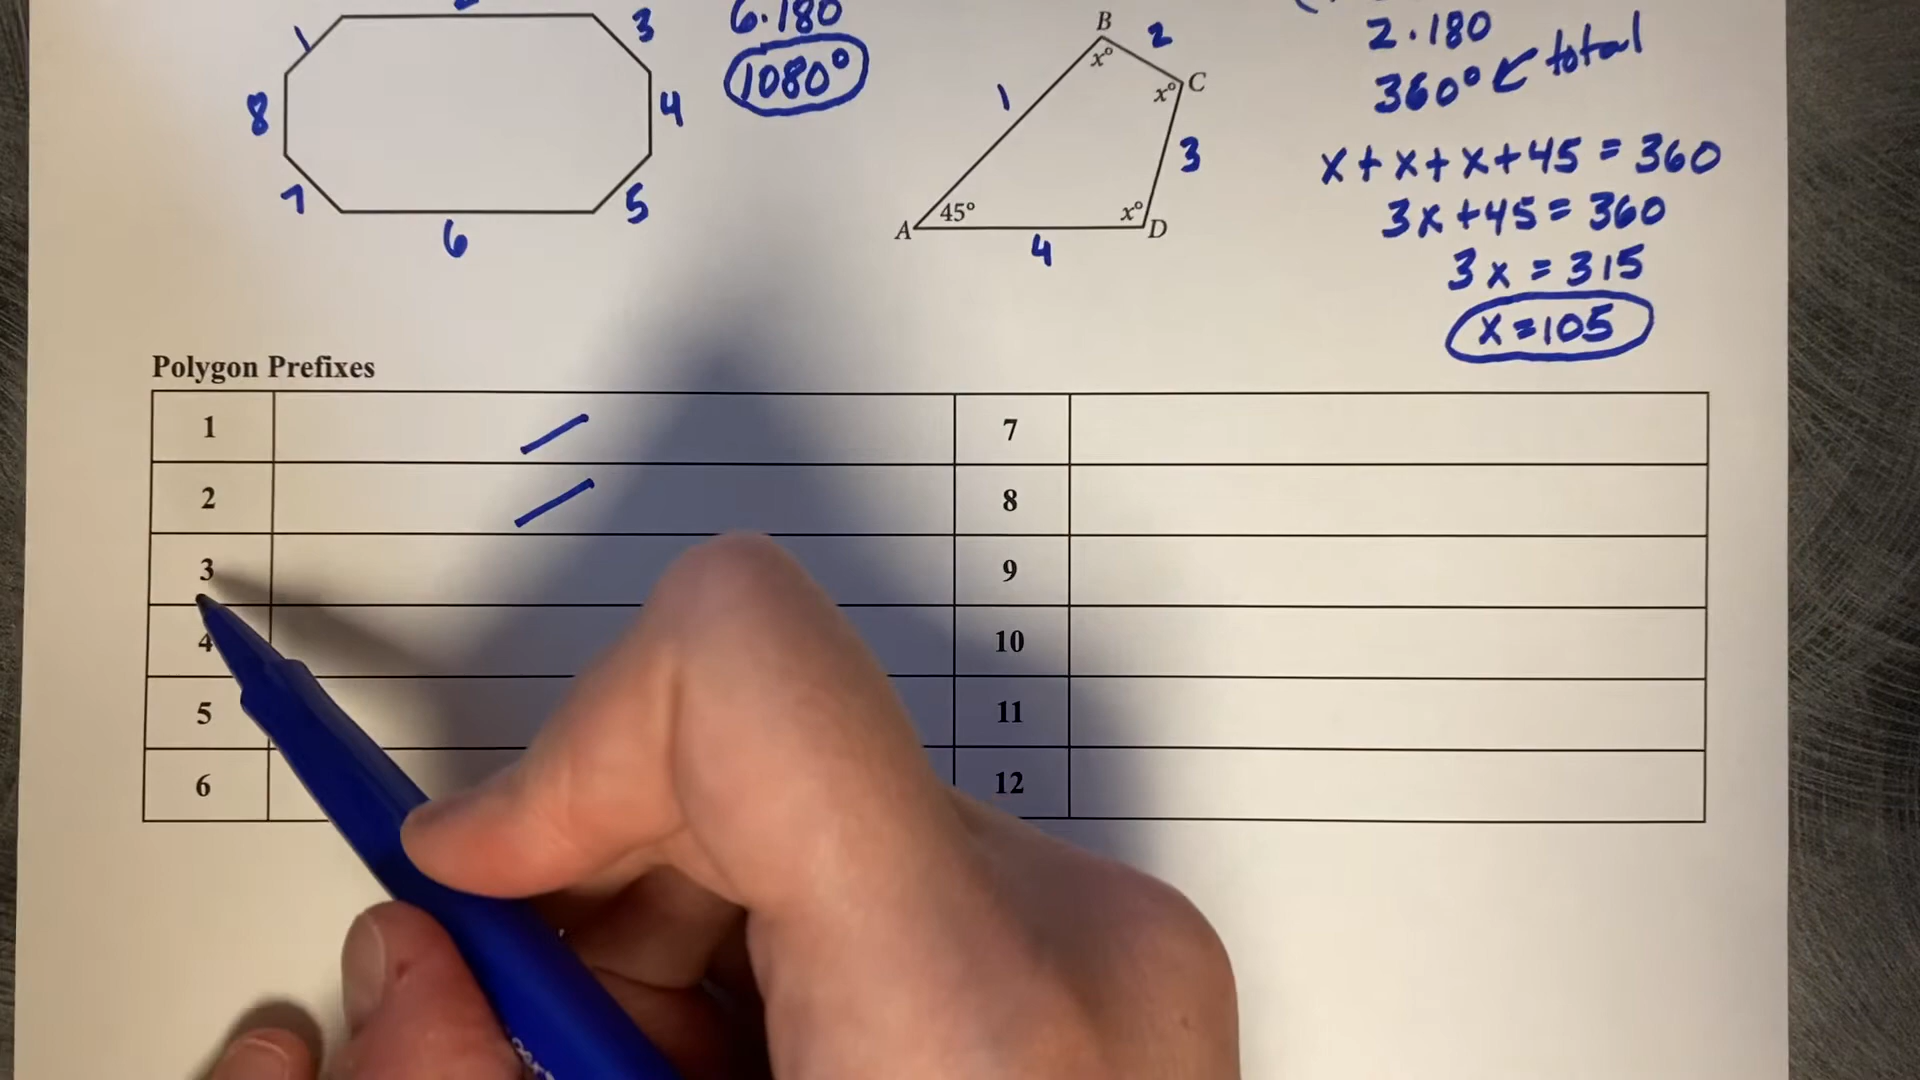 6.180
1080°
1
3
8
4
7
5
6
B
x°
2
C
x°
1
3
A
45°
x°
D
4
2.180
360° ← total
x + x + x + 45 = 360
3x + 45 = 360
3x = 315
x = 105
Polygon Prefixes
1 7
2 8
3 9
4 10
5 11
6 12